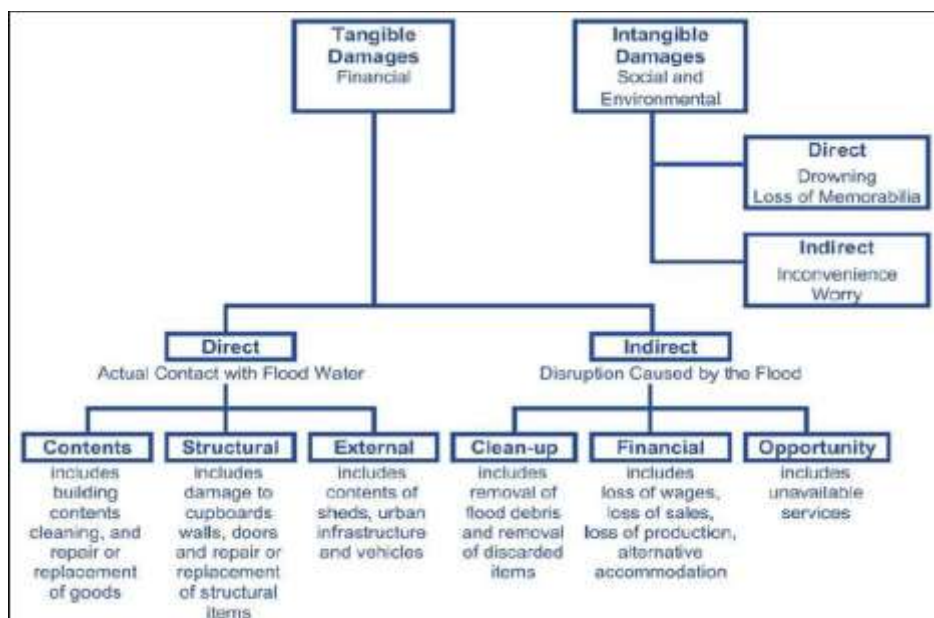 Tangible
Damages
Financial
Intangible
Damages
Social and
Environmental
Direct
Drowning
Loss of Memorabilia
Indirect
Inconvenience
Worry
Direct
Actual Contact with Flood Water
Indirect
Disruption Caused by the Flood
Contents
includes
building
contents
cleaning, and
repair or
replacement
of goods
Structural
includes
damage to
cupboards
walls, doors
and repair or
replacement
of structural
items
External
includes
contents of
sheds, urban
infrastructure
and vehicles
Clean-up
includes
removal of
flood debris
and removal
of discarded
items
Financial
includes
loss of wages,
loss of sales,
loss of production,
alternative
accommodation
Opportunity
includes
unavailable
services